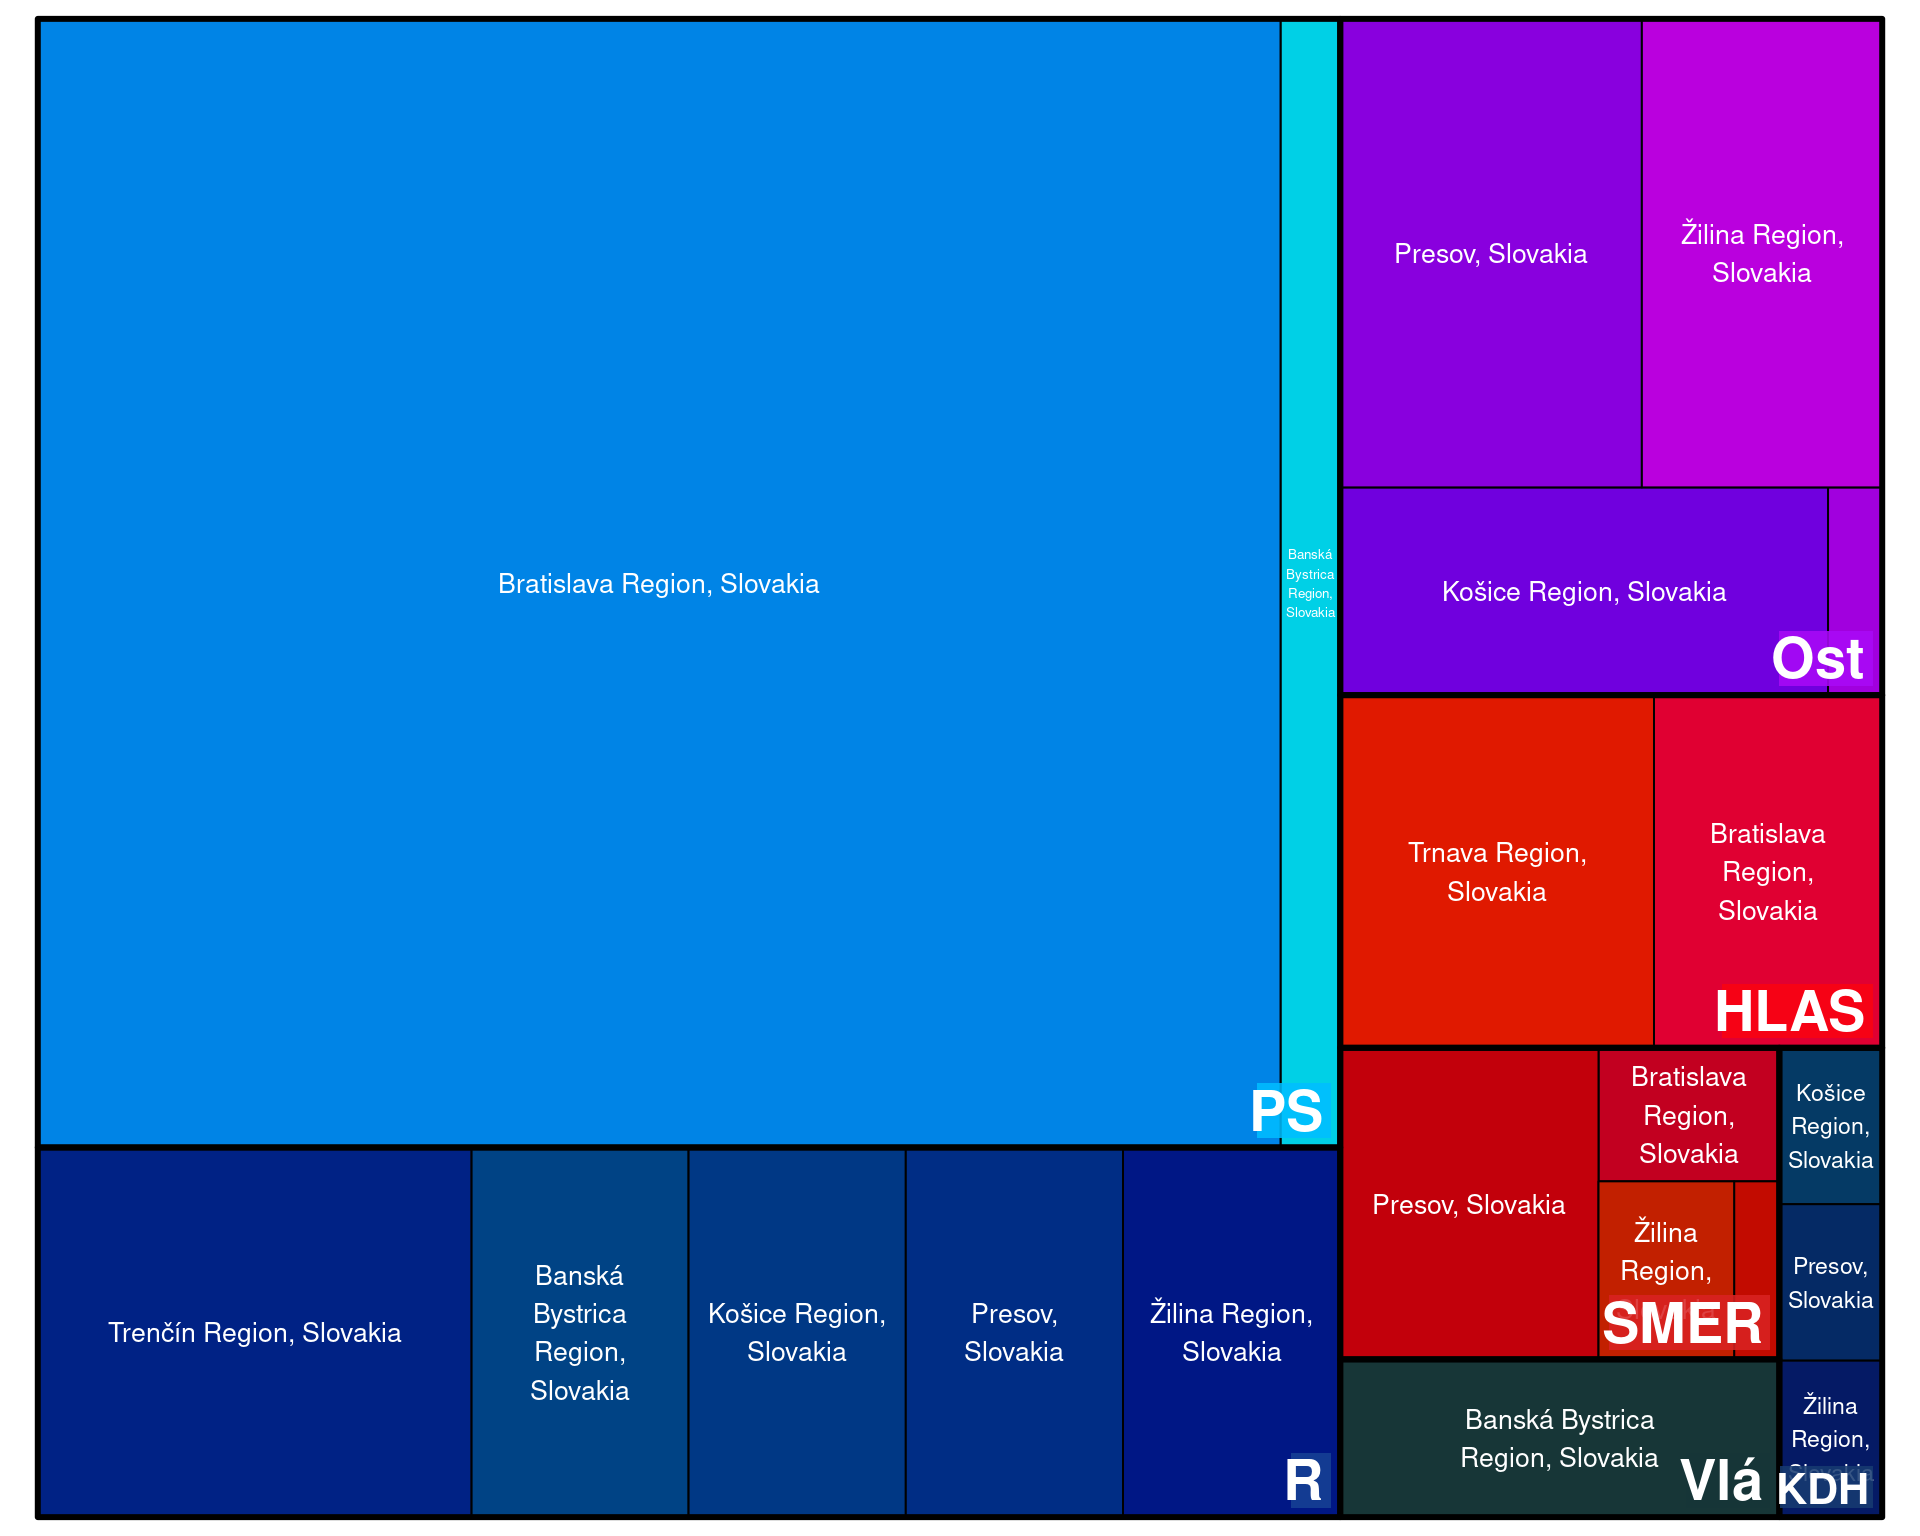 Bratislava Region, Slovakia
Banská
Bystrica
Region,
Slovakia
PS
Trenčín Region, Slovakia
Banská
Bystrica
Region,
Slovakia
Košice Region,
Slovakia
Presov,
Slovakia
Žilina Region,
Slovakia
R
Presov, Slovakia
Žilina Region,
Slovakia
Košice Region, Slovakia
Ost
Trnava Region,
Slovakia
Bratislava
Region,
Slovakia
HLAS
Presov, Slovakia
Bratislava
Region,
Slovakia
Žilina
Region,
SMER
Banská Bystrica
Region, Slovakia
Vlá
Košice
Region,
Slovakia
Presov,
Slovakia
Žilina
Region,
Slovakia
KDH